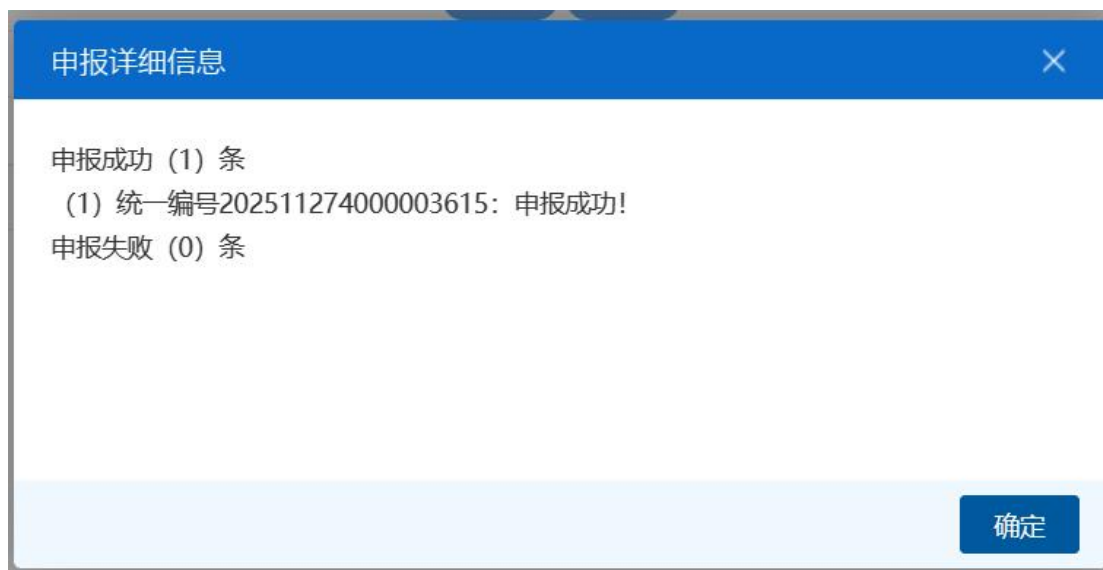 申报详细信息
申报成功（1）条
（1）统一编号202511274000003615：申报成功！
申报失败（0）条
确定